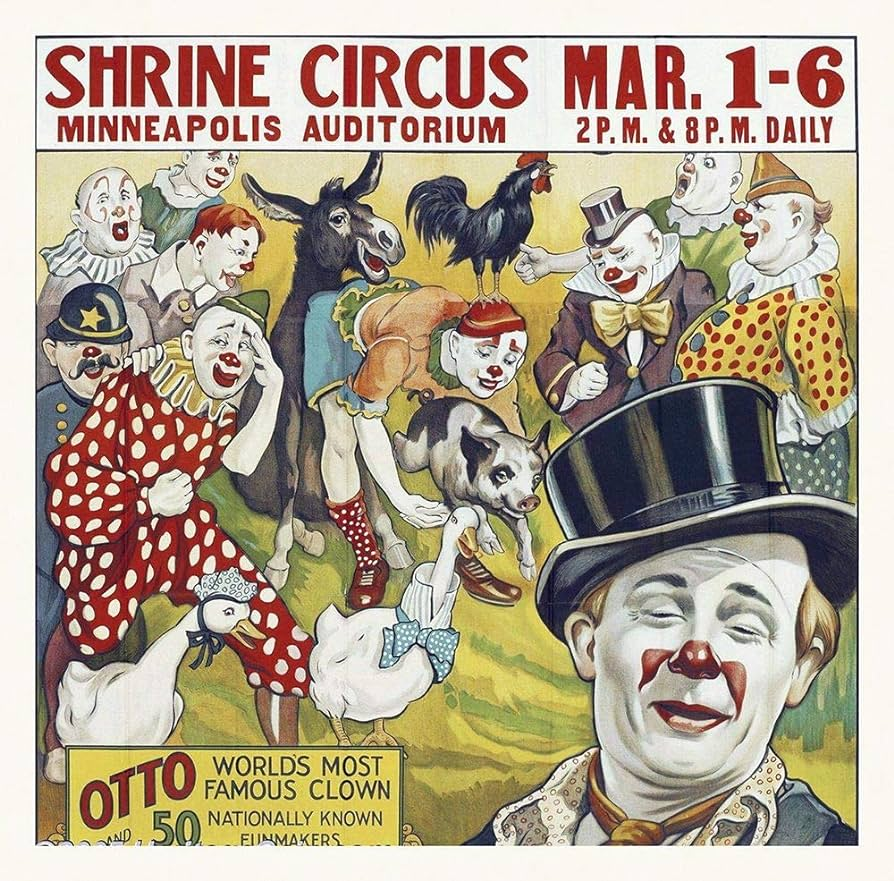 SHRINE CIRCUS MAR. 1-6
MINNEAPOLIS AUDITORIUM 2 P.M. & 8 P.M. DAILY
OTTO WORLD'S MOST
FAMOUS CLOWN
AND 50 NATIONALLY KNOWN
FUNMAKERS